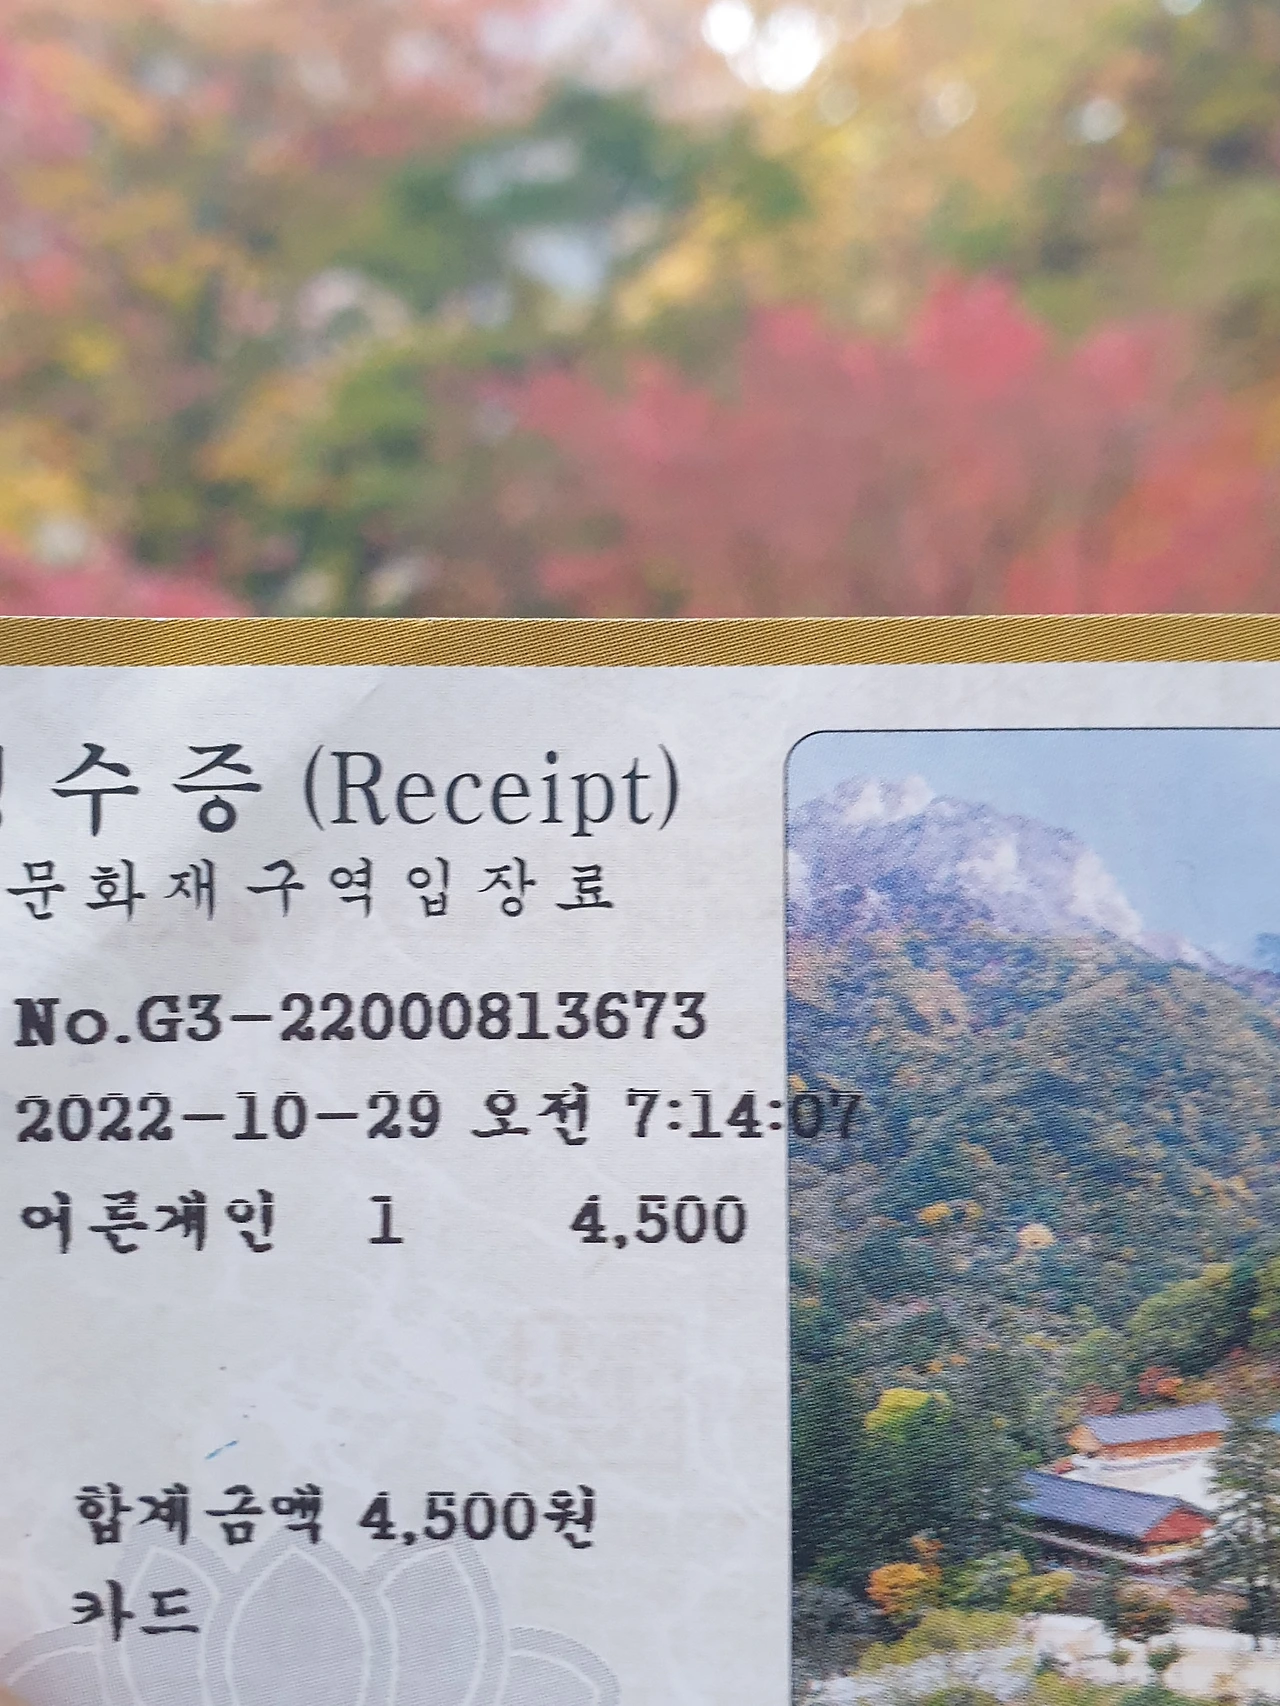 수증 (Receipt)
문화재구역입장료
No.G3-22000813673
2022-10-29 오전 7:14:07
어른개인 1 4,500
합계금액 4,500원
카드